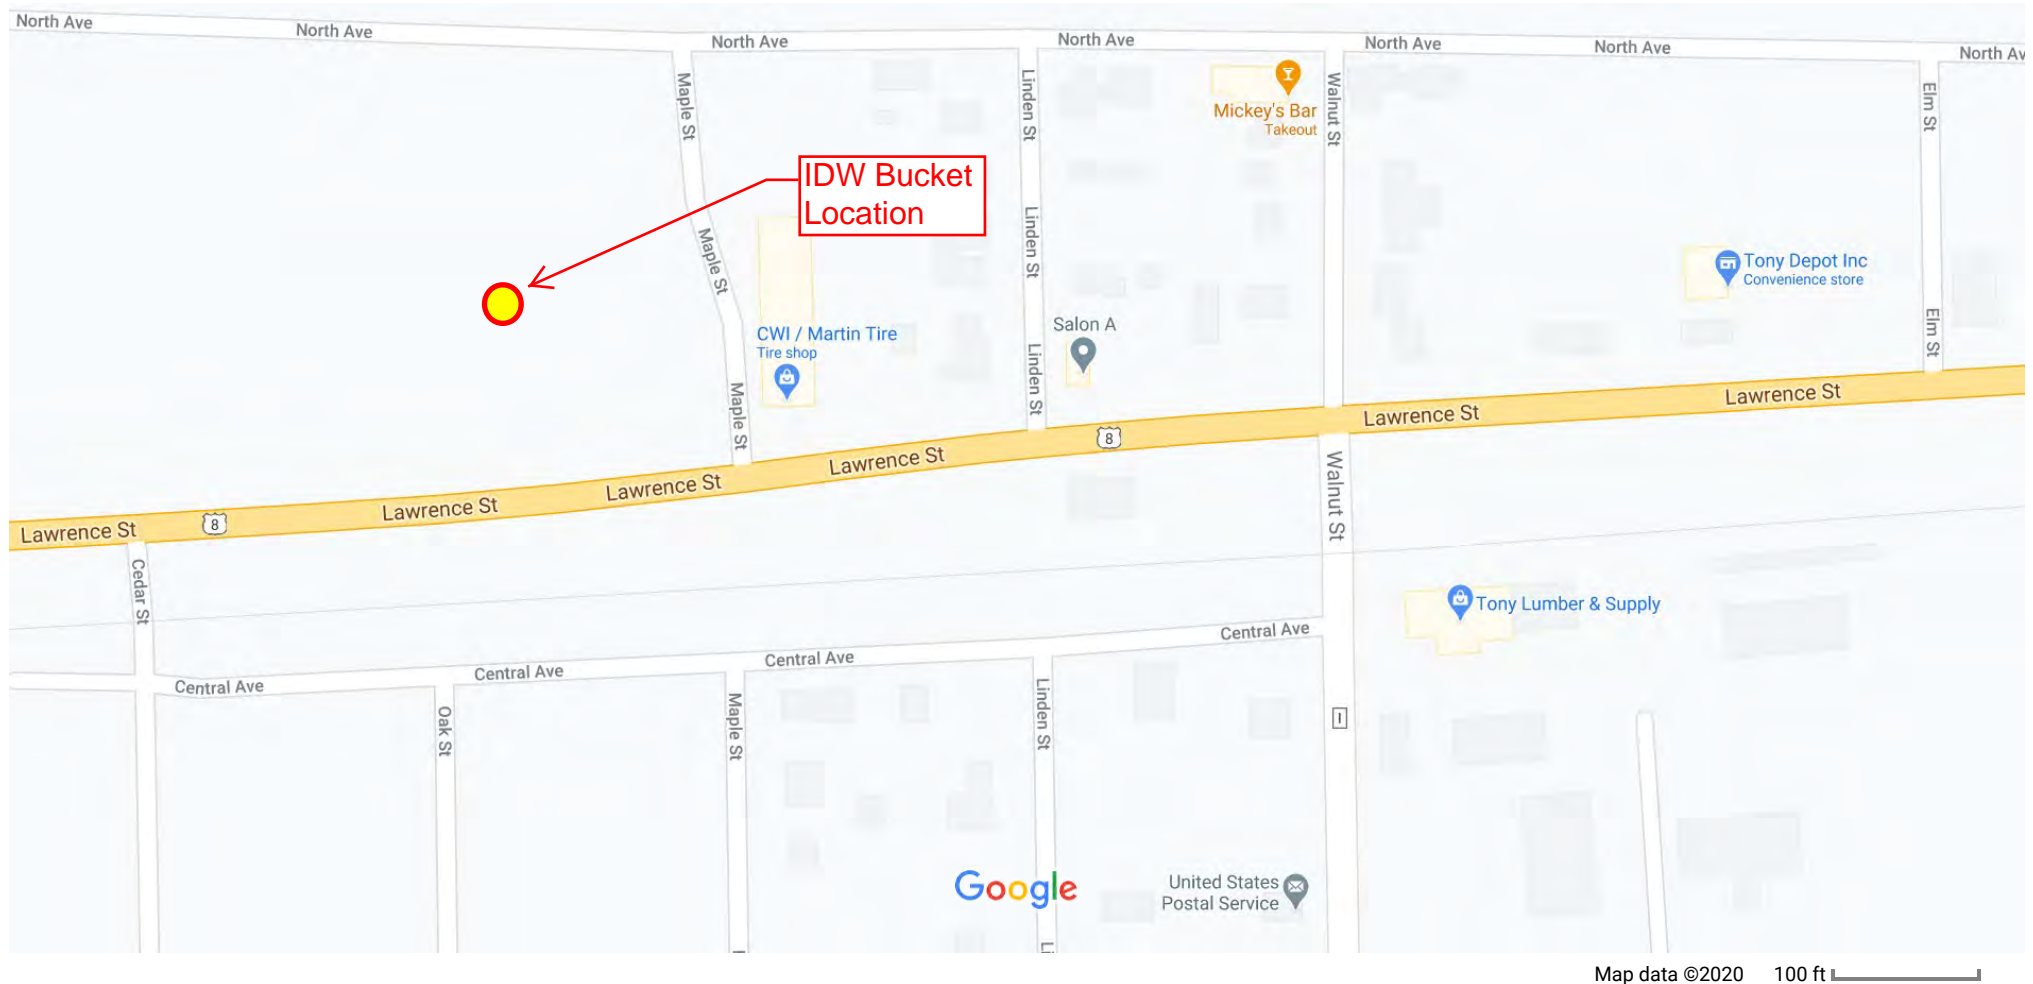 North Ave
North Ave
North Ave
North Ave
North Ave
North Ave
North Av
Maple St
Linden St
Walnut St
Elm St
Mickey's Bar
Takeout
IDW Bucket
Location
Maple St
Linden St
Tony Depot Inc
Convenience store
CWI / Martin Tire
Tire shop
Salon A
Elm St
Maple St
Linden St
Lawrence St
Lawrence St
8
Lawrence St
Lawrence St
Lawrence St
8
Lawrence St
Walnut St
Cedar St
Tony Lumber & Supply
Central Ave
Central Ave
Central Ave
Central Ave
Oak St
Maple St
Linden St
I
Google
United States
Postal Service
Li
Lawrence St
Map data ©2020
100 ft